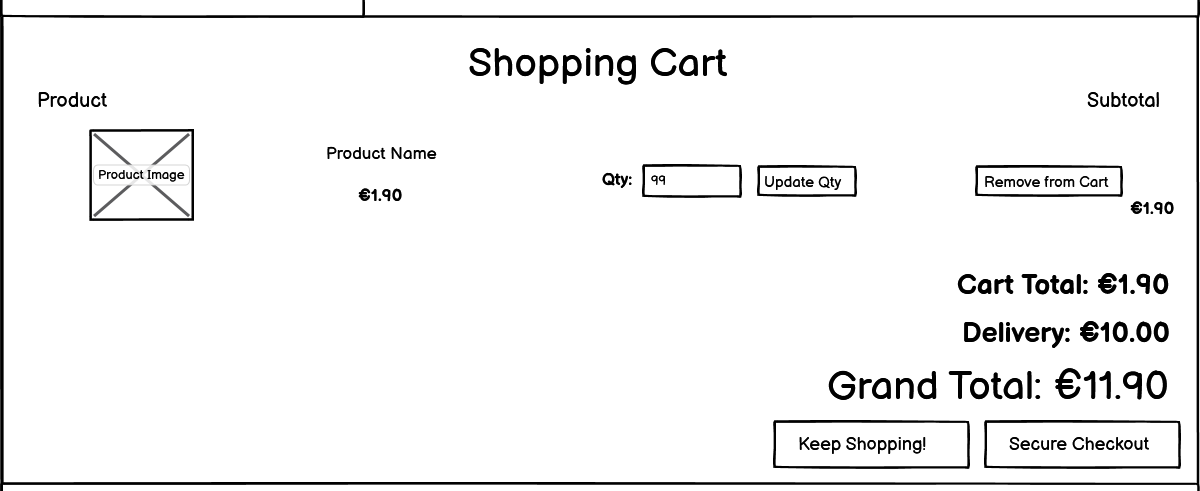 Shopping Cart
Product
Subtotal
Product Image
Product Name
€1.90
Qty:
99
Update Qty
Remove from Cart
€1.90
Cart Total: €1.90
Delivery: €10.00
Grand Total: €11.90
Keep Shopping!
Secure Checkout